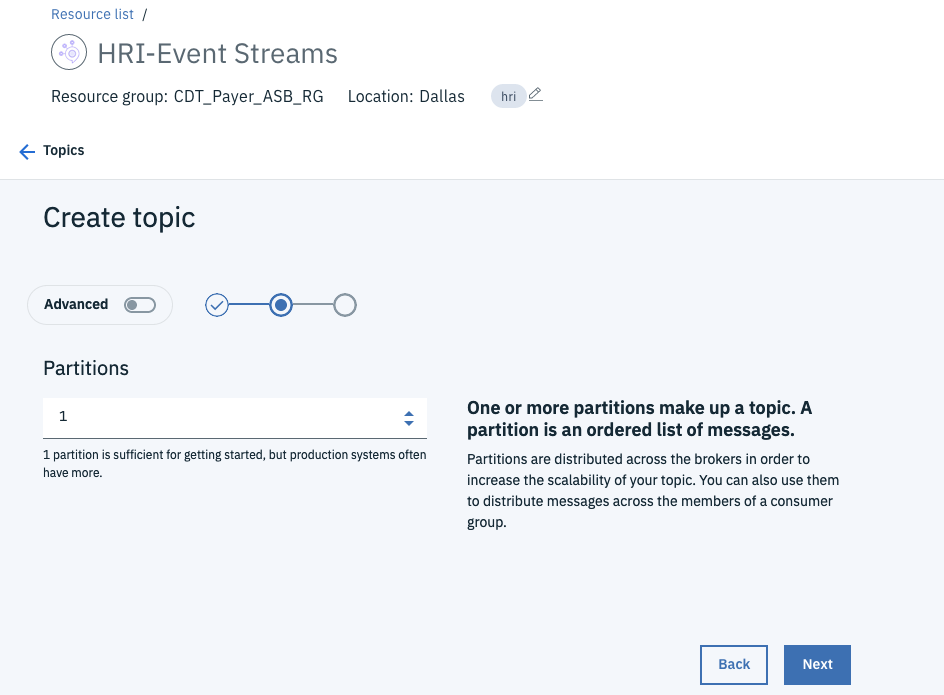 Resource list /
HRI-Event Streams
Resource group: CDT_Payer_ASB_RG Location: Dallas hri
Topics
Create topic
Advanced
Partitions
1
1 partition is sufficient for getting started, but production systems often
have more.
One or more partitions make up a topic. A
partition is an ordered list of messages.
Partitions are distributed across the brokers in order to
increase the scalability of your topic. You can also use them
to distribute messages across the members of a consumer
group.
Back Next